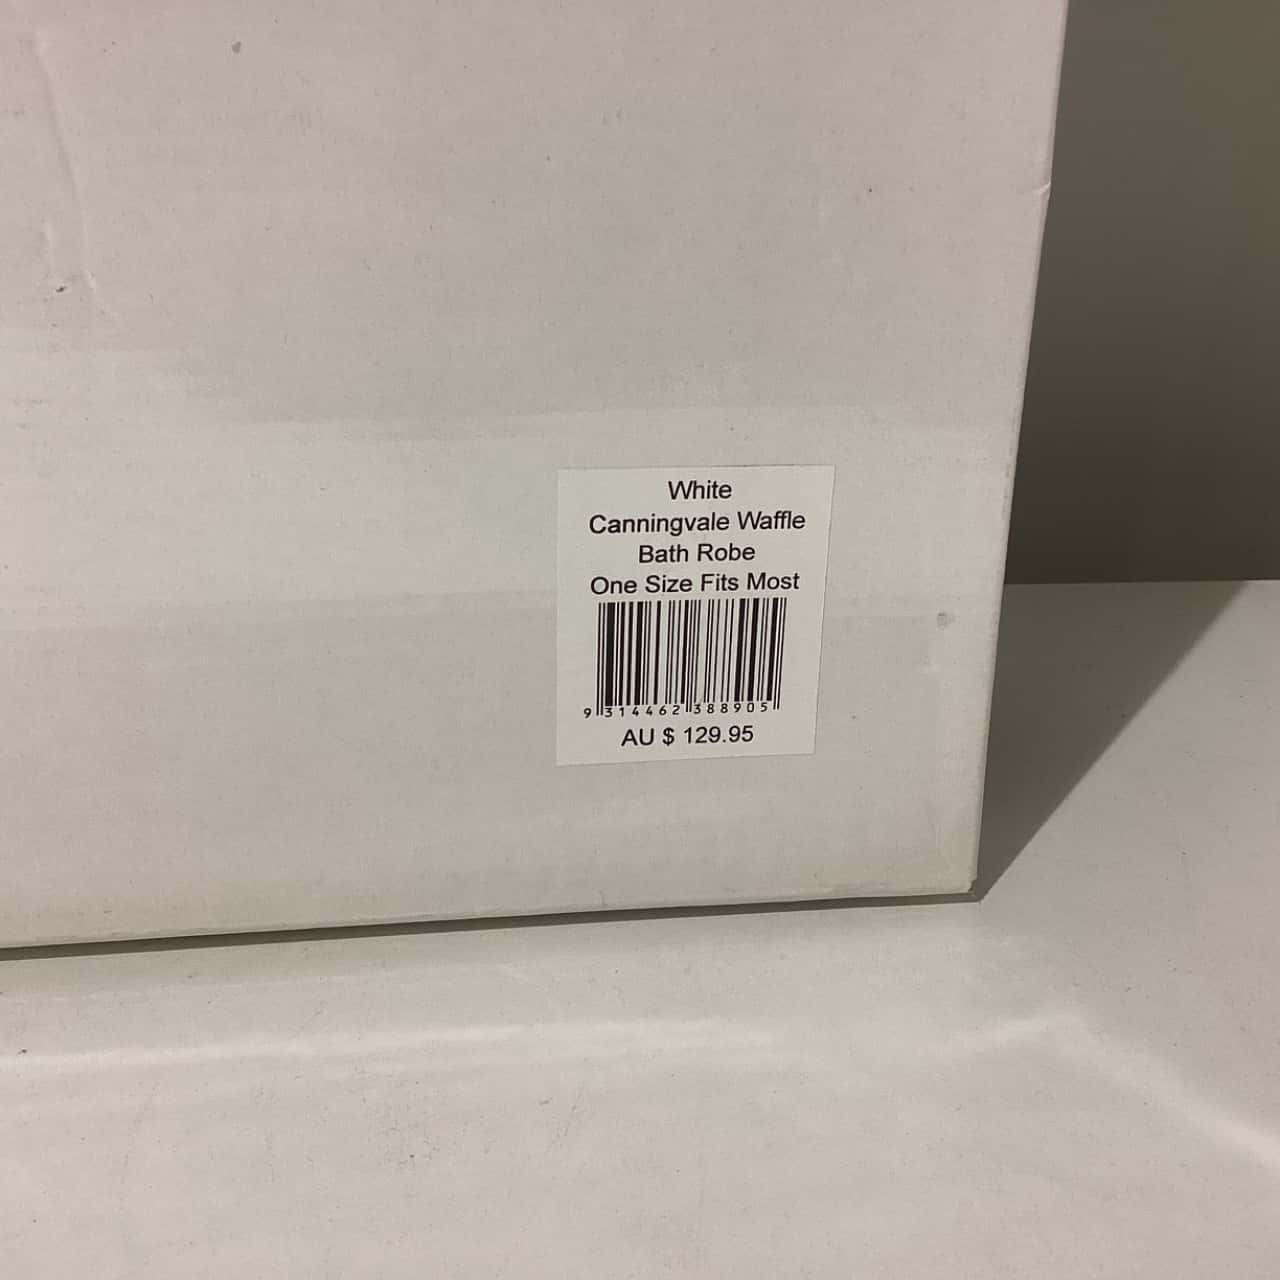 White
Canningvale Waffle
Bath Robe
One Size Fits Most
9 314462 388905
AU $ 129.95